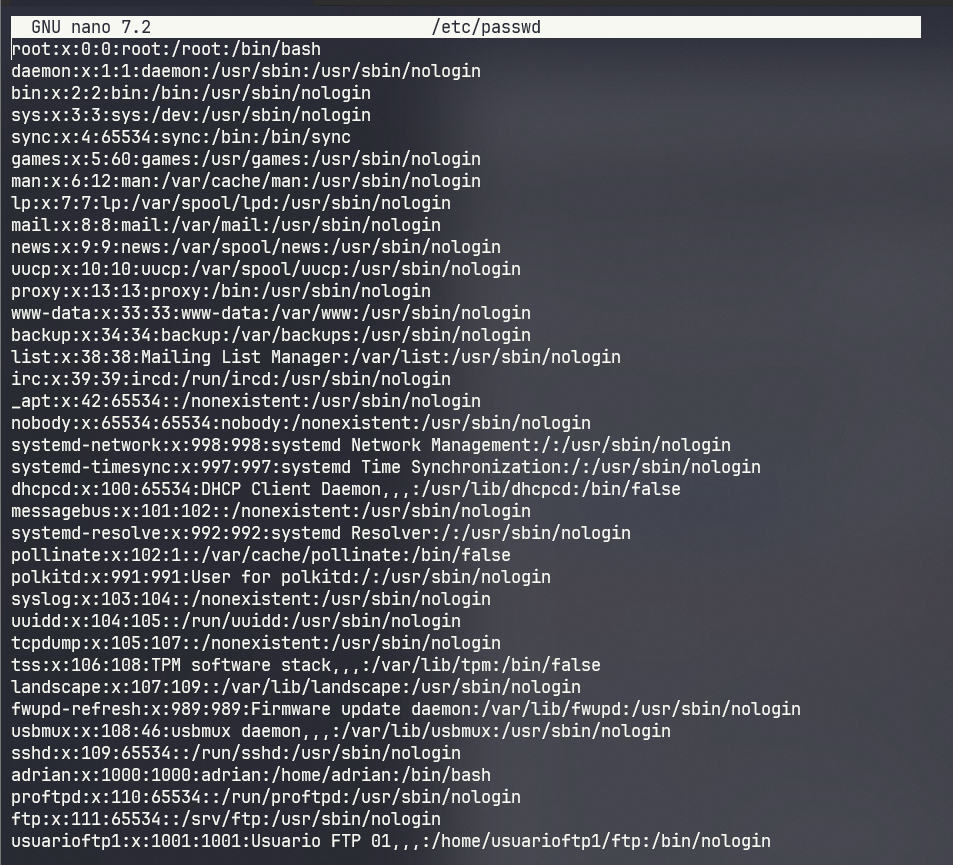 GNU nano 7.2 /etc/passwd
root:x:0:0:root:/root:/bin/bash
daemon:x:1:1:daemon:/usr/sbin:/usr/sbin/nologin
bin:x:2:2:bin:/bin:/usr/sbin/nologin
sys:x:3:3:sys:/dev:/usr/sbin/nologin
sync:x:4:65534:sync:/bin:/bin/sync
games:x:5:60:games:/usr/games:/usr/sbin/nologin
man:x:6:12:man:/var/cache/man:/usr/sbin/nologin
lp:x:7:7:lp:/var/spool/lpd:/usr/sbin/nologin
mail:x:8:8:mail:/var/mail:/usr/sbin/nologin
news:x:9:9:news:/var/spool/news:/usr/sbin/nologin
uucp:x:10:10:uucp:/var/spool/uucp:/usr/sbin/nologin
proxy:x:13:13:proxy:/bin:/usr/sbin/nologin
www-data:x:33:33:www-data:/var/www:/usr/sbin/nologin
backup:x:34:34:backup:/var/backups:/usr/sbin/nologin
list:x:38:38:Mailing List Manager:/var/list:/usr/sbin/nologin
irc:x:39:39:ircd:/run/ircd:/usr/sbin/nologin
_apt:x:42:65534::/nonexistent:/usr/sbin/nologin
nobody:x:65534:65534:nobody:/nonexistent:/usr/sbin/nologin
systemd-network:x:998:998:systemd Network Management:/:/usr/sbin/nologin
systemd-timesync:x:997:997:systemd Time Synchronization:/:/usr/sbin/nologin
dhcpcd:x:100:65534:DHCP Client Daemon,,,:/usr/lib/dhcpcd:/bin/false
messagebus:x:101:102::/nonexistent:/usr/sbin/nologin
systemd-resolve:x:992:992:systemd Resolver:/:/usr/sbin/nologin
pollinate:x:102:1::/var/cache/pollinate:/bin/false
polkitd:x:991:991:User for polkitd:/:/usr/sbin/nologin
syslog:x:103:104::/nonexistent:/usr/sbin/nologin
uuidd:x:104:105::/run/uuidd:/usr/sbin/nologin
tcpdump:x:105:107::/nonexistent:/usr/sbin/nologin
tss:x:106:108:TPM software stack,,,:/var/lib/tpm:/bin/false
landscape:x:107:109::/var/lib/landscape:/usr/sbin/nologin
fwupd-refresh:x:989:989:Firmware update daemon:/var/lib/fwupd:/usr/sbin/nologin
usbmux:x:108:46:usbmux daemon,,,:/var/lib/usbmux:/usr/sbin/nologin
sshd:x:109:65534::/run/sshd:/usr/sbin/nologin
adrian:x:1000:1000:adrian:/home/adrian:/bin/bash
proftpd:x:110:65534::/run/proftpd:/usr/sbin/nologin
ftp:x:111:65534::/srv/ftp:/usr/sbin/nologin
usuarioftp1:x:1001:1001:Usuario FTP 01,,,:/home/usuarioftp1/ftp:/bin/nologin